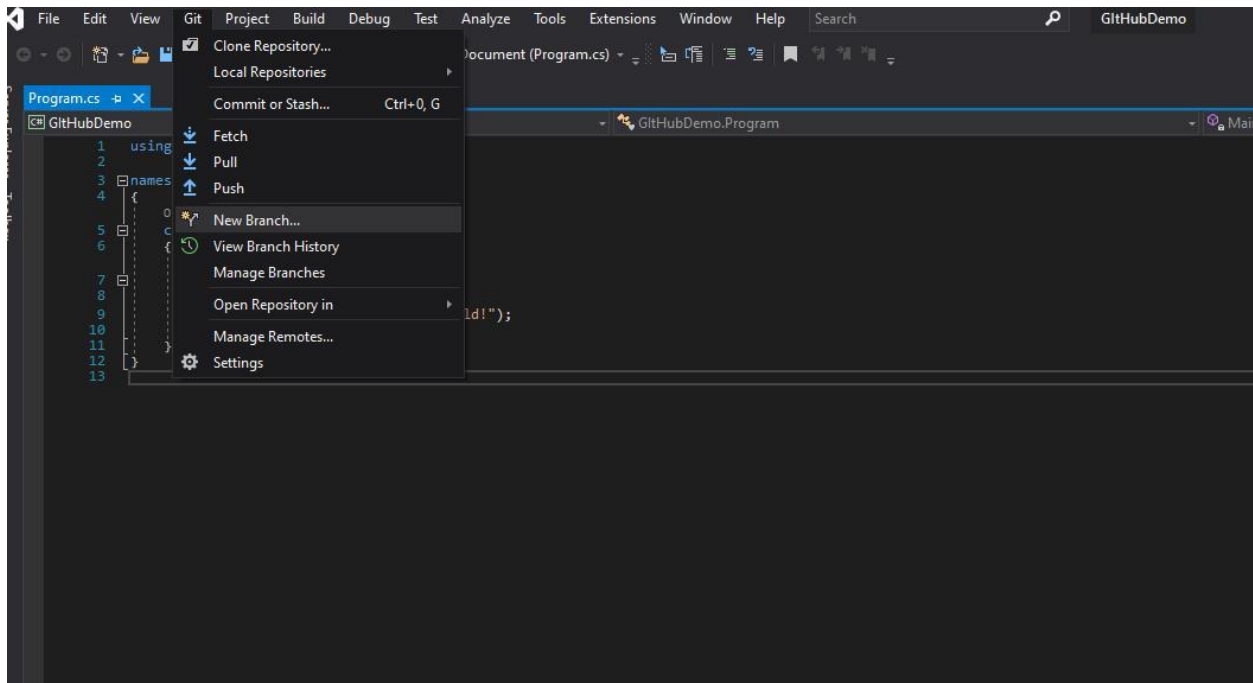 File Edit View Git Project Build Debug Test Analyze Tools Extensions Window Help Search GItHubDemo
Document (Program.cs)
Program.cs
C# GItHubDemo GItHubDemo.Program Mai
Clone Repository...
Local Repositories
Commit or Stash... Ctrl+0, G
Fetch
Pull
Push
New Branch...
View Branch History
Manage Branches
Open Repository in
Manage Remotes...
Settings
1 using
2
3 names
4 {
5 c
6 {
7
8
9 ld!");
10
11 }
12 }
13